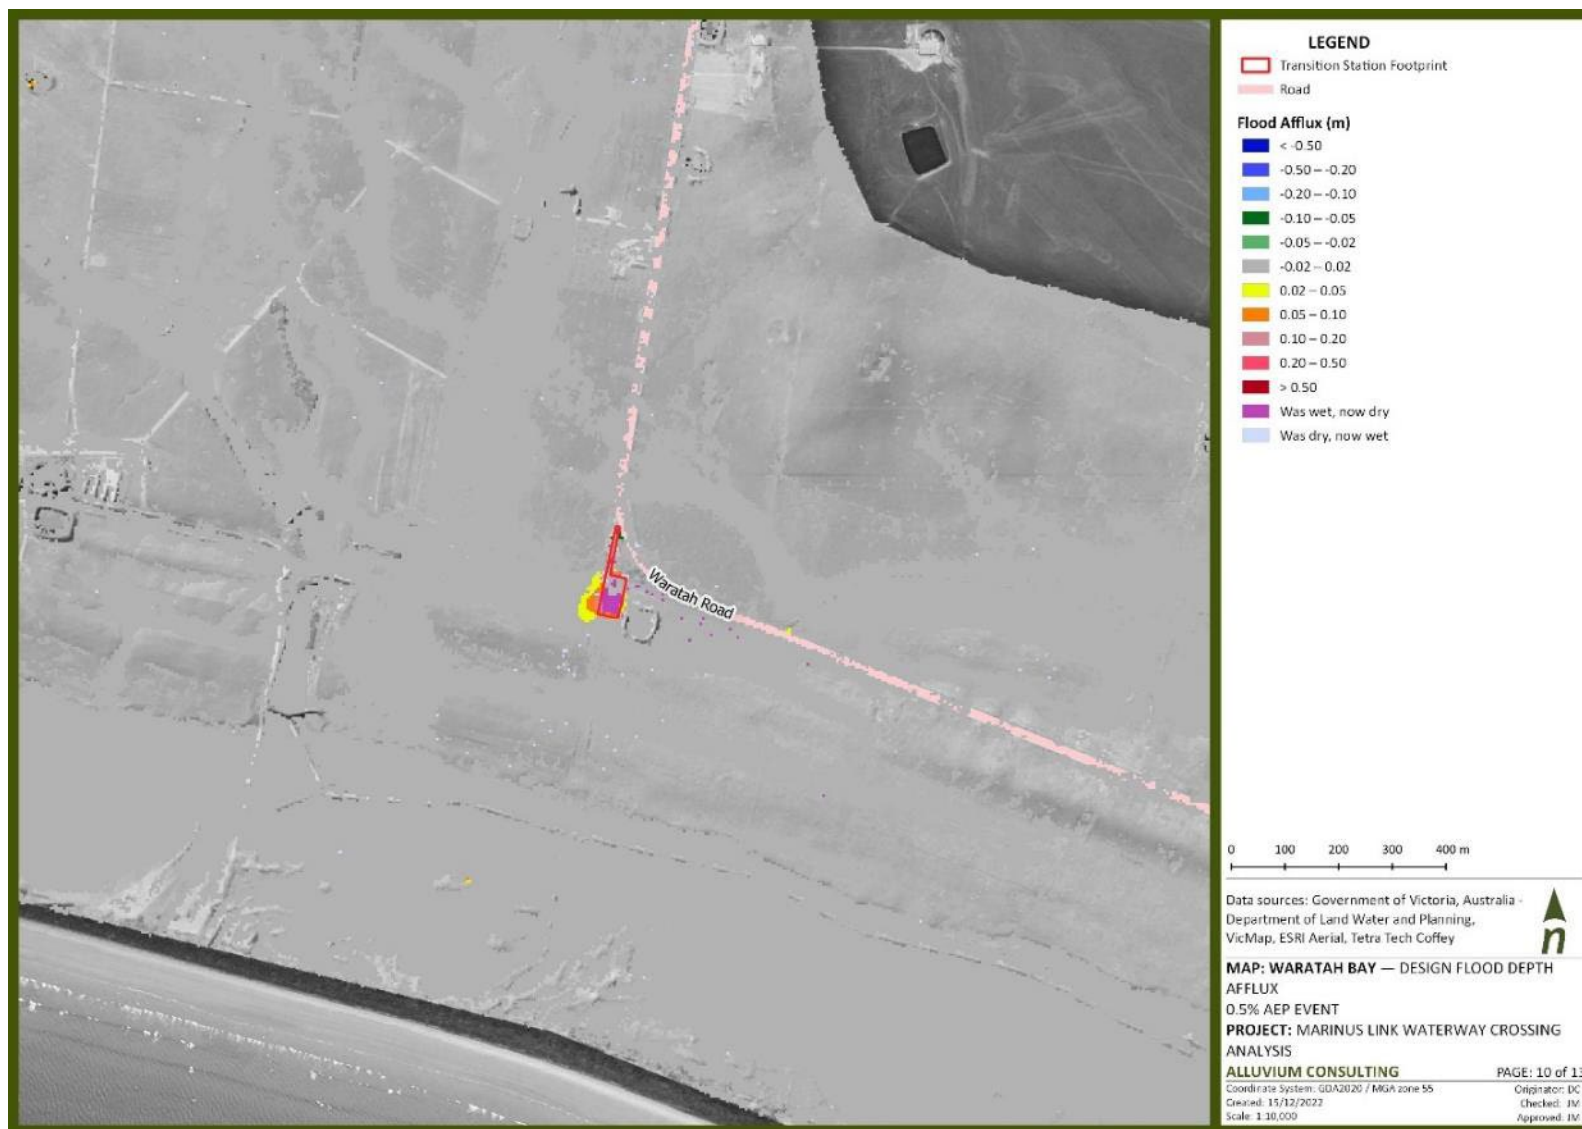 Waratah Road
LEGEND
Transition Station Footprint
Road
Flood Afflux (m)
< -0.50
-0.50 – -0.20
-0.20 – -0.10
-0.10 – -0.05
-0.05 – -0.02
-0.02 – 0.02
0.02 – 0.05
0.05 – 0.10
0.10 – 0.20
0.20 – 0.50
> 0.50
Was wet, now dry
Was dry, now wet
0 100 200 300 400 m
Data sources: Government of Victoria, Australia -
Department of Land Water and Planning,
VicMap, ESRI Aerial, Tetra Tech Coffey
n
MAP: WARATAH BAY — DESIGN FLOOD DEPTH
AFFLUX
0.5% AEP EVENT
PROJECT: MARINUS LINK WATERWAY CROSSING
ANALYSIS
ALLUVIUM CONSULTING PAGE: 10 of 13
Coordinate System: GDA2020 / MGA zone 55 Originator: DC
Created: 15/12/2022 Checked: JM
Scale: 1:10,000 Approved: JM